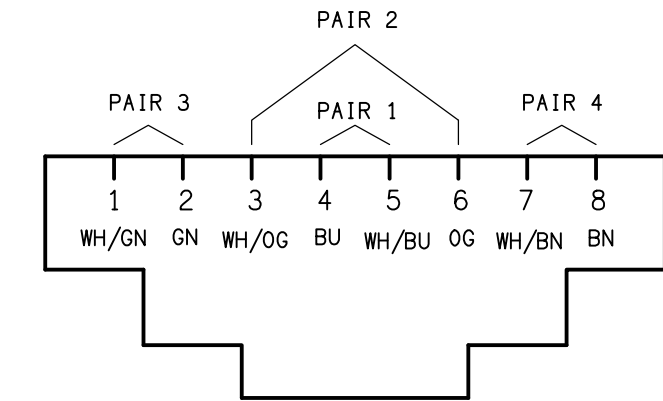 PAIR 2
PAIR 3 PAIR 1 PAIR 4
1 2 3 4 5 6 7 8
WH/GN GN WH/OG BU WH/BU OG WH/BN BN